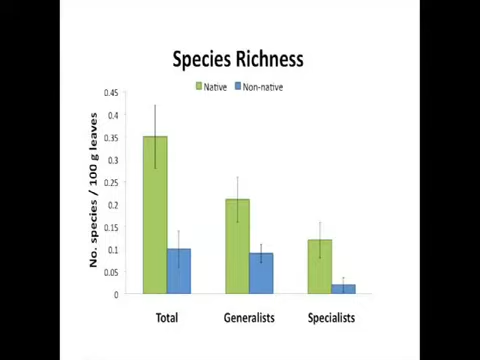 Species Richness
Native Non-native
No. species / 100 g leaves
0.45
0.4
0.35
0.3
0.25
0.2
0.15
0.1
0.05
0
Total Generalists Specialists